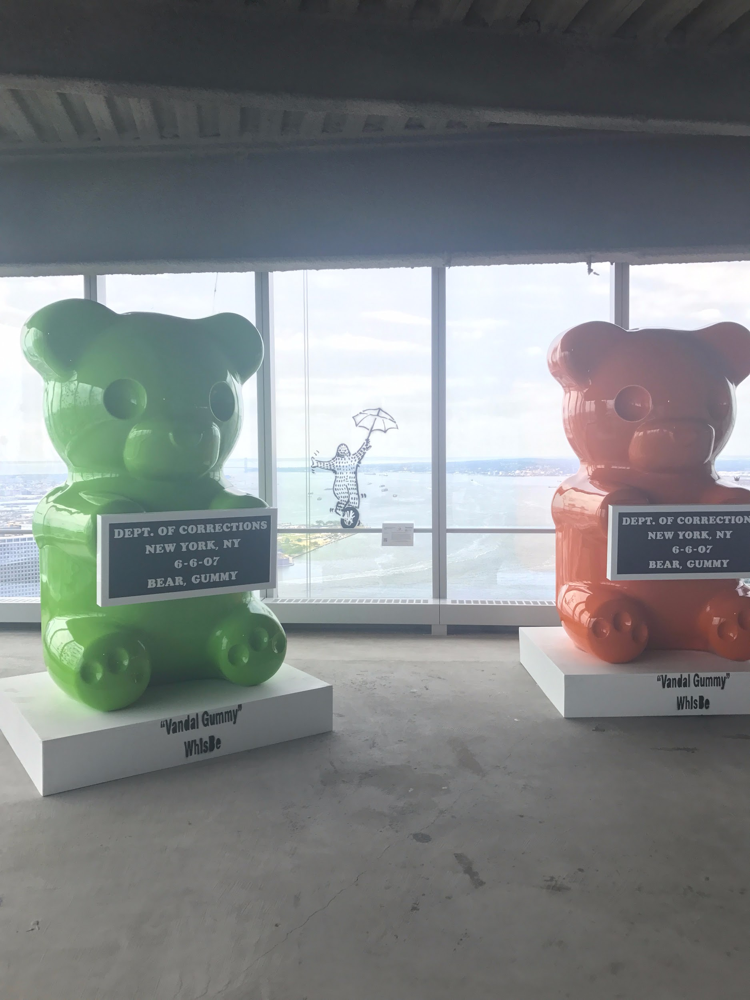 DEPT. OF CORRECTIONS
NEW YORK, NY
6-6-07
BEAR, GUMMY
"Vandal Gummy"
WhIsBe
DEPT. OF CORRECTION
NEW YORK, NY
6-6-07
BEAR, GUMMY
"Vandal Gummy"
WhIsBe